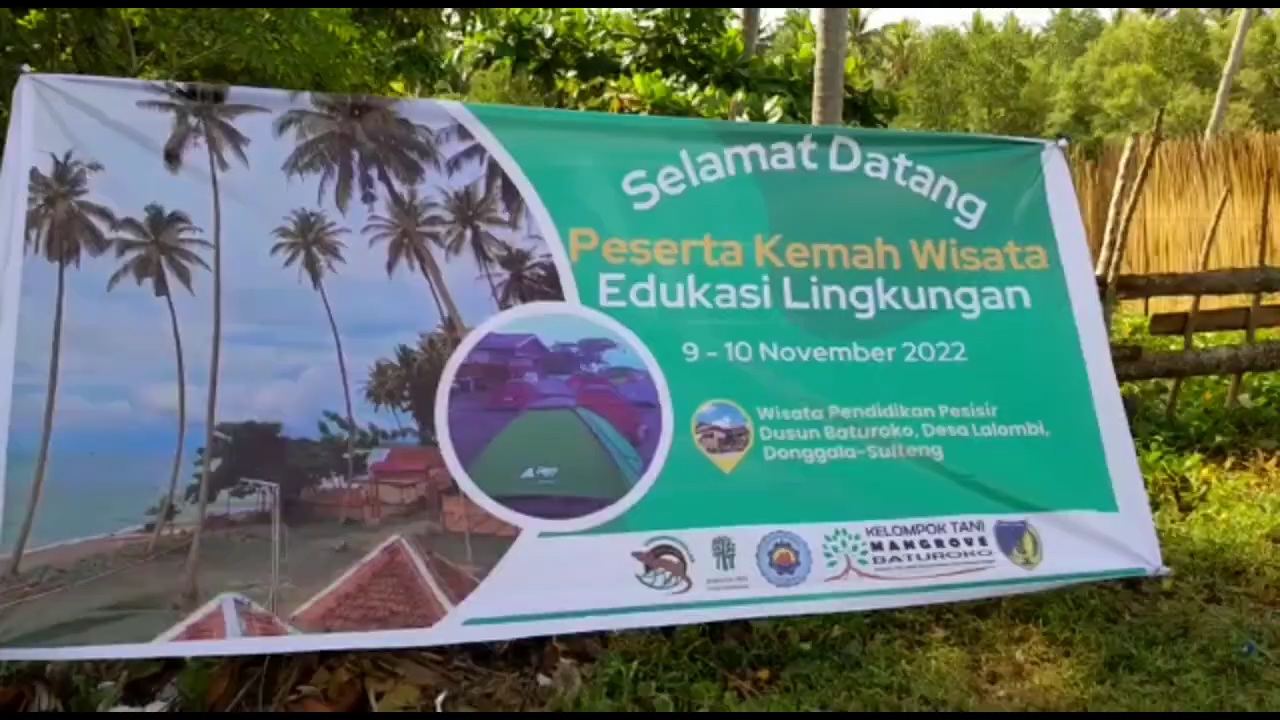 Selamat Datang
Peserta Kemah Wisata
Edukasi Lingkungan
9 - 10 November 2022
Wisata Pendidikan Pesisir
Dusun Baturoko, Desa Lalombi,
Donggala-Sulteng
KELOMPOK TANI
MANGROVE
BATUROKO